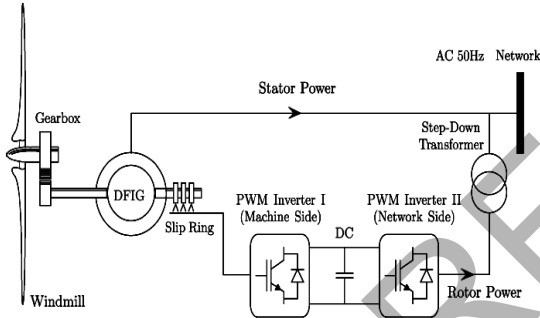 AC 50Hz Network
Stator Power
Gearbox
Step-Down
Transformer
DFIG
PWM Inverter I
(Machine Side)
PWM Inverter II
(Network Side)
Slip Ring
DC
Rotor Power
Windmill